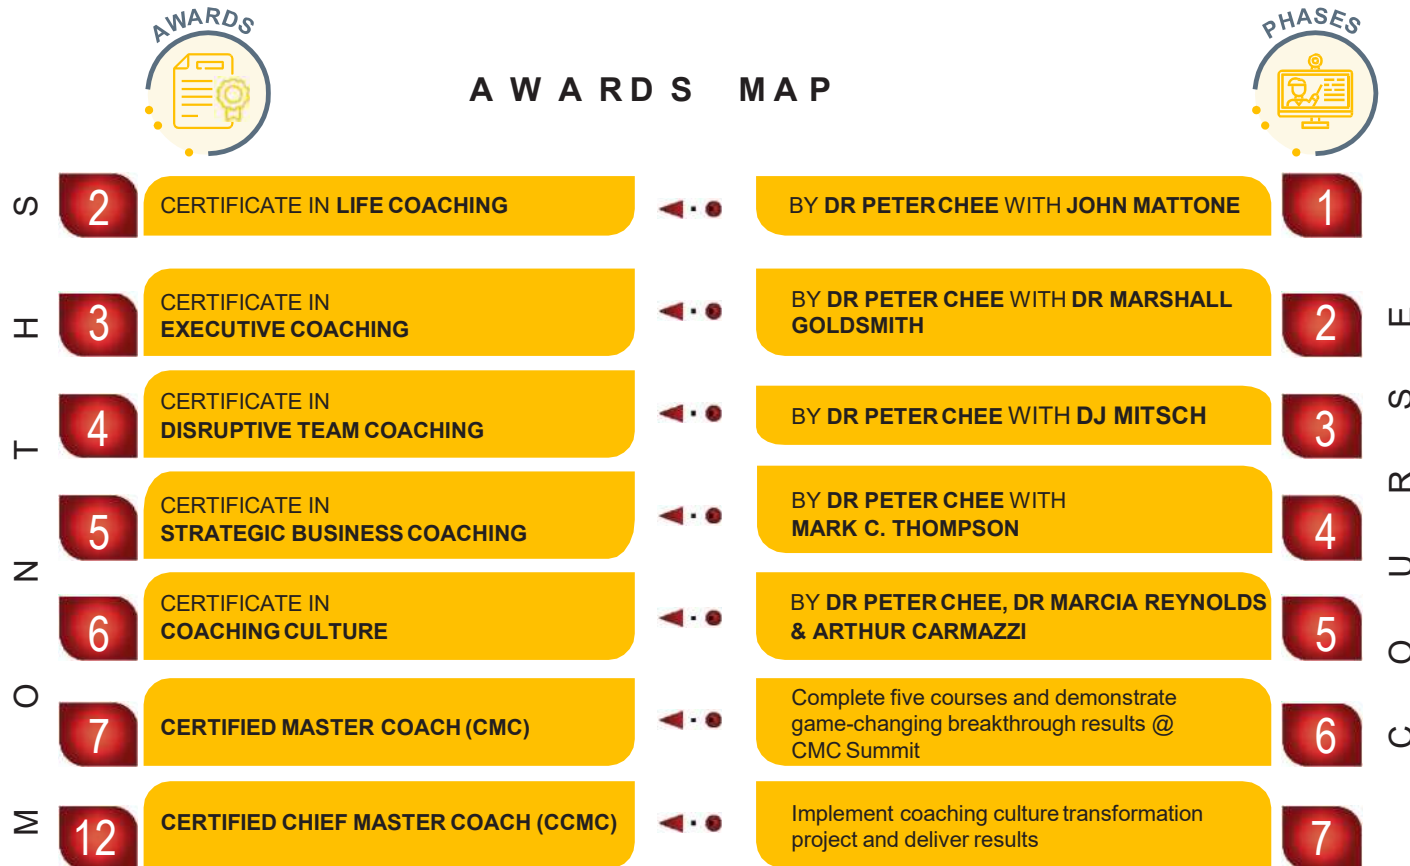 AWARDS
PHASES
AWARDS MAP
MONTHS
COURSE
2
CERTIFICATE IN LIFE COACHING
BY DR PETER CHEE WITH JOHN MATTONE
1
3
CERTIFICATE IN
EXECUTIVE COACHING
BY DR PETER CHEE WITH DR MARSHALL
GOLDSMITH
2
4
CERTIFICATE IN
DISRUPTIVE TEAM COACHING
BY DR PETER CHEE WITH DJ MITSCH
3
5
CERTIFICATE IN
STRATEGIC BUSINESS COACHING
BY DR PETER CHEE WITH
MARK C. THOMPSON
4
6
CERTIFICATE IN
COACHING CULTURE
BY DR PETER CHEE, DR MARCIA REYNOLDS
& ARTHUR CARMAZZI
5
7
CERTIFIED MASTER COACH (CMC)
Complete five courses and demonstrate
game-changing breakthrough results @
CMC Summit
6
12
CERTIFIED CHIEF MASTER COACH (CCMC)
Implement coaching culture transformation
project and deliver results
7